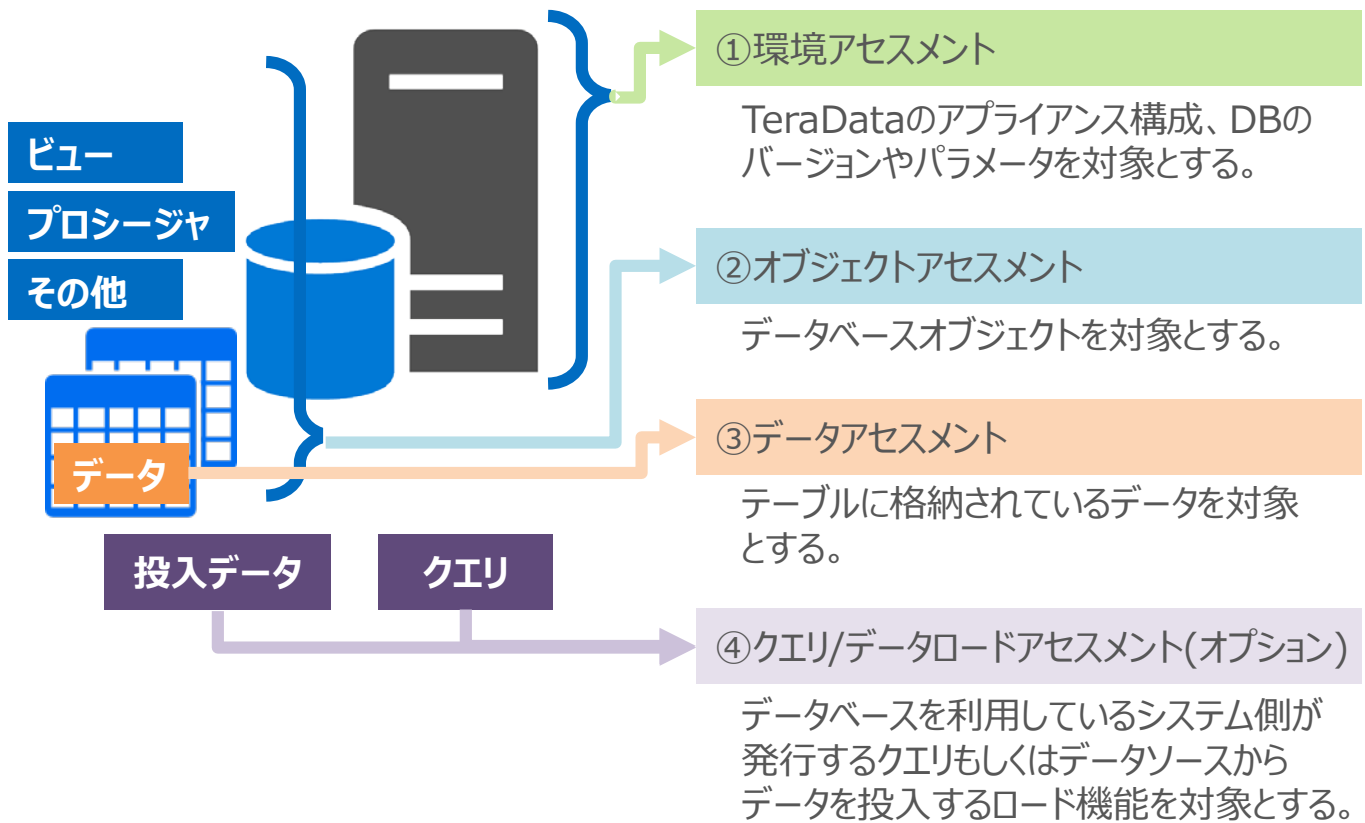 ビュー
プロシージャ
その他
データ
投入データ
クエリ
①環境アセスメント
TeraDataのアプライアンス構成、DBの
バージョンやパラメータを対象とする。
②オブジェクトアセスメント
データベースオブジェクトを対象とする。
③データアセスメント
テーブルに格納されているデータを対象
とする。
④クエリ/データロードアセスメント(オプション)
データベースを利用しているシステム側が
発行するクエリもしくはデータソースから
データを投入するロード機能を対象とする。